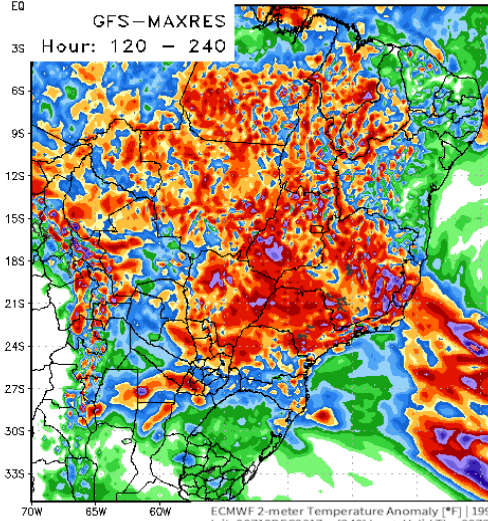 EQ
GFS-MAXRES
Hour: 120 – 240
3S
6S
9S
12S
15S
18S
21S
24S
27S
30S
33S
70W 65W 60W
ECMWF 2-meter Temperature Anomaly [°F] | 199